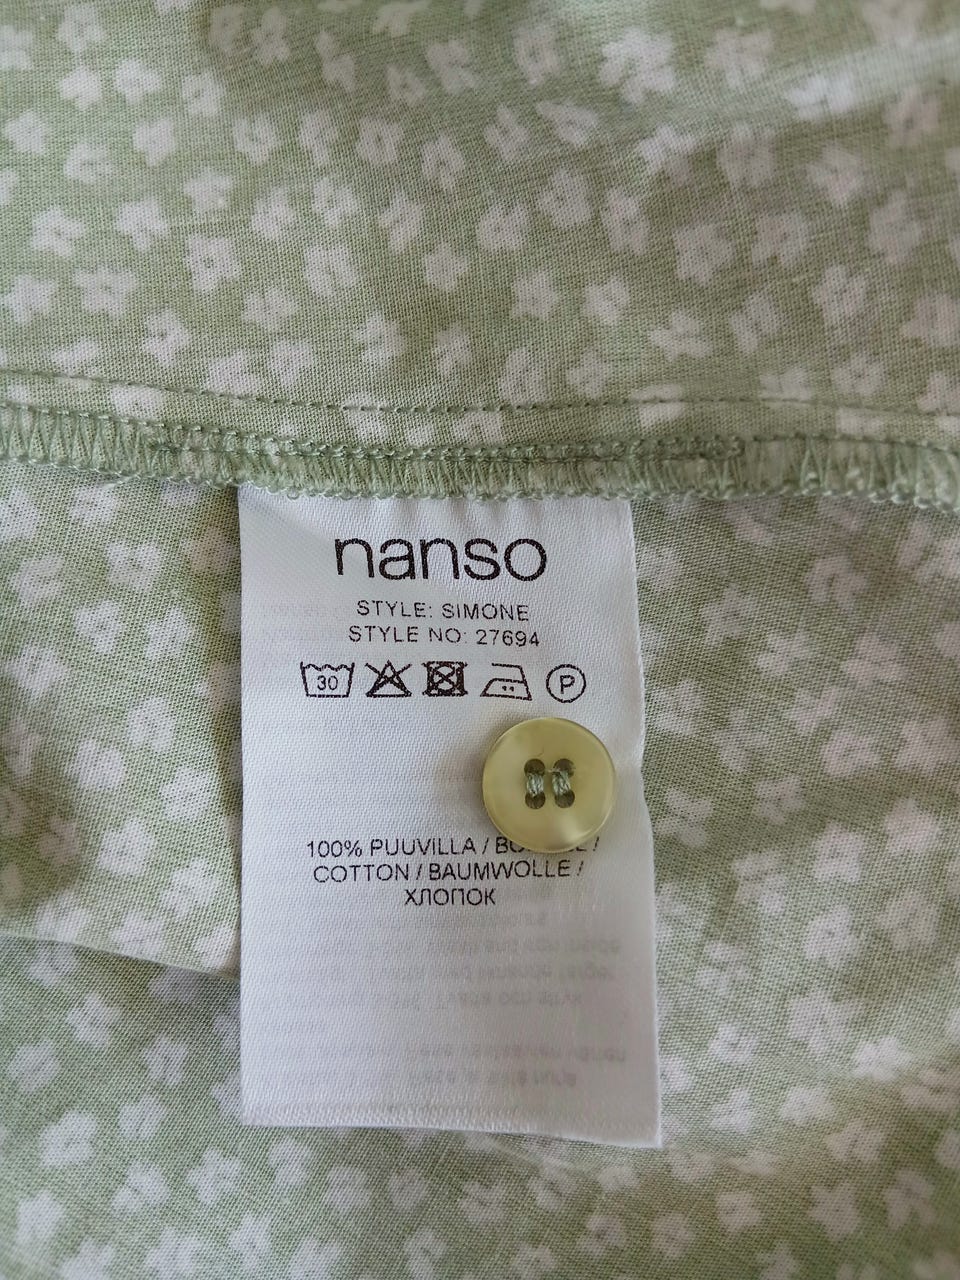 nanso
STYLE: SIMONE
STYLE NO: 27694
30 P
100% PUUVILLA / /
COTTON / BAUMWOLLE /
ХЛОПОК